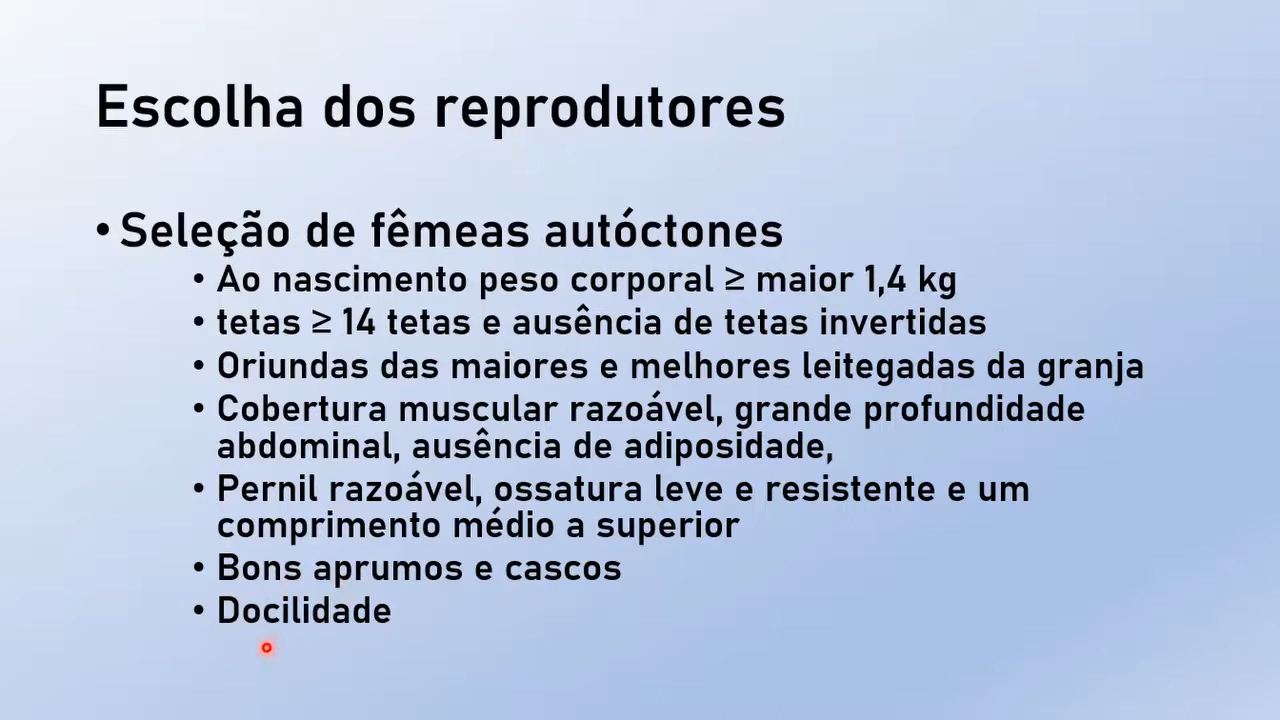 Escolha dos reprodutores
• Seleção de fêmeas autóctones
• Ao nascimento peso corporal ≥ maior 1,4 kg
• tetas ≥ 14 tetas e ausência de tetas invertidas
• Oriundas das maiores e melhores leitegadas da granja
• Cobertura muscular razoável, grande profundidade
abdominal, ausência de adiposidade,
• Pernil razoável, ossatura leve e resistente e um
comprimento médio a superior
• Bons aprumos e cascos
• Docilidade